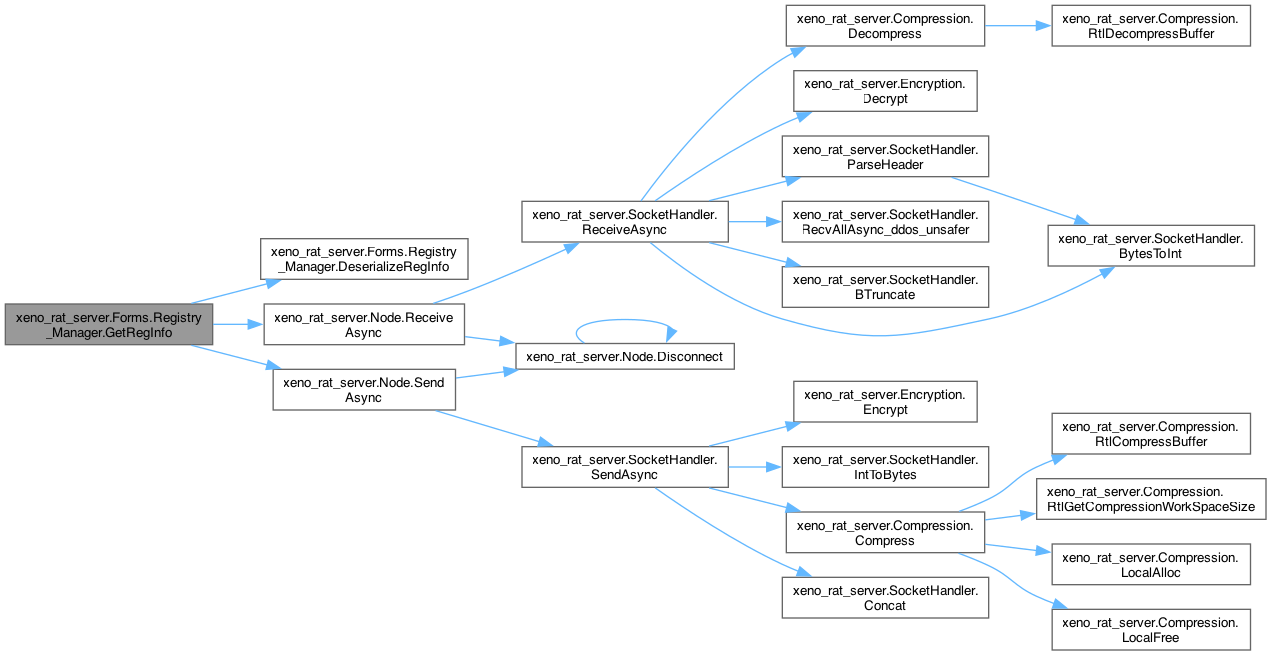 xeno_rat_server.Compression.
Decompress
xeno_rat_server.Compression.
RtlDecompressBuffer
xeno_rat_server.Encryption.
Decrypt
xeno_rat_server.SocketHandler.
ParseHeader
xeno_rat_server.SocketHandler.
ReceiveAsync
xeno_rat_server.SocketHandler.
RecvAllAsync_ddos_unsafer
xeno_rat_server.SocketHandler.
BytesToInt
xeno_rat_server.Forms.Registry
_Manager.DeserializeRegInfo
xeno_rat_server.SocketHandler.
BTruncate
xeno_rat_server.Forms.Registry
_Manager.GetRegInfo
xeno_rat_server.Node.Receive
Async
xeno_rat_server.Node.Disconnect
xeno_rat_server.Node.Send
Async
xeno_rat_server.Encryption.
Encrypt
xeno_rat_server.Compression.
RtlCompressBuffer
xeno_rat_server.SocketHandler.
SendAsync
xeno_rat_server.SocketHandler.
IntToBytes
xeno_rat_server.Compression.
RtlGetCompressionWorkSpaceSize
xeno_rat_server.Compression.
Compress
xeno_rat_server.Compression.
LocalAlloc
xeno_rat_server.SocketHandler.
Concat
xeno_rat_server.Compression.
LocalFree